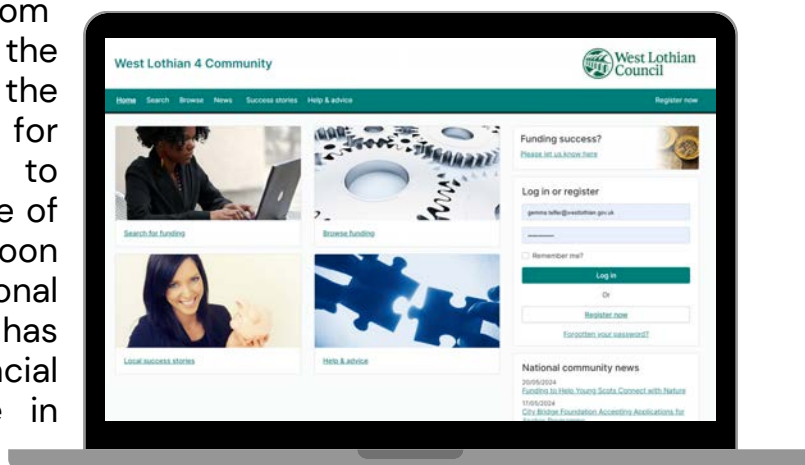 om
the
the
for
to
e of
oon
onal
has
ncial
e in
West Lothian 4 Community
West Lothian
Council
Home Search Browse News Success stories Help & advice
Register now
Search for funding
Browse funding
Local success stories
Help & advice
Funding success?
Please let us know here
Log in or register
gemma.telfer@westlothian.gov.uk
Remember me?
Log in
Or
Register now
Forgotten your password?
National community news
20/05/2024
Funding to Help Young Scots Connect with Nature
17/05/2024
City Bridge Foundation Accepting Applications for